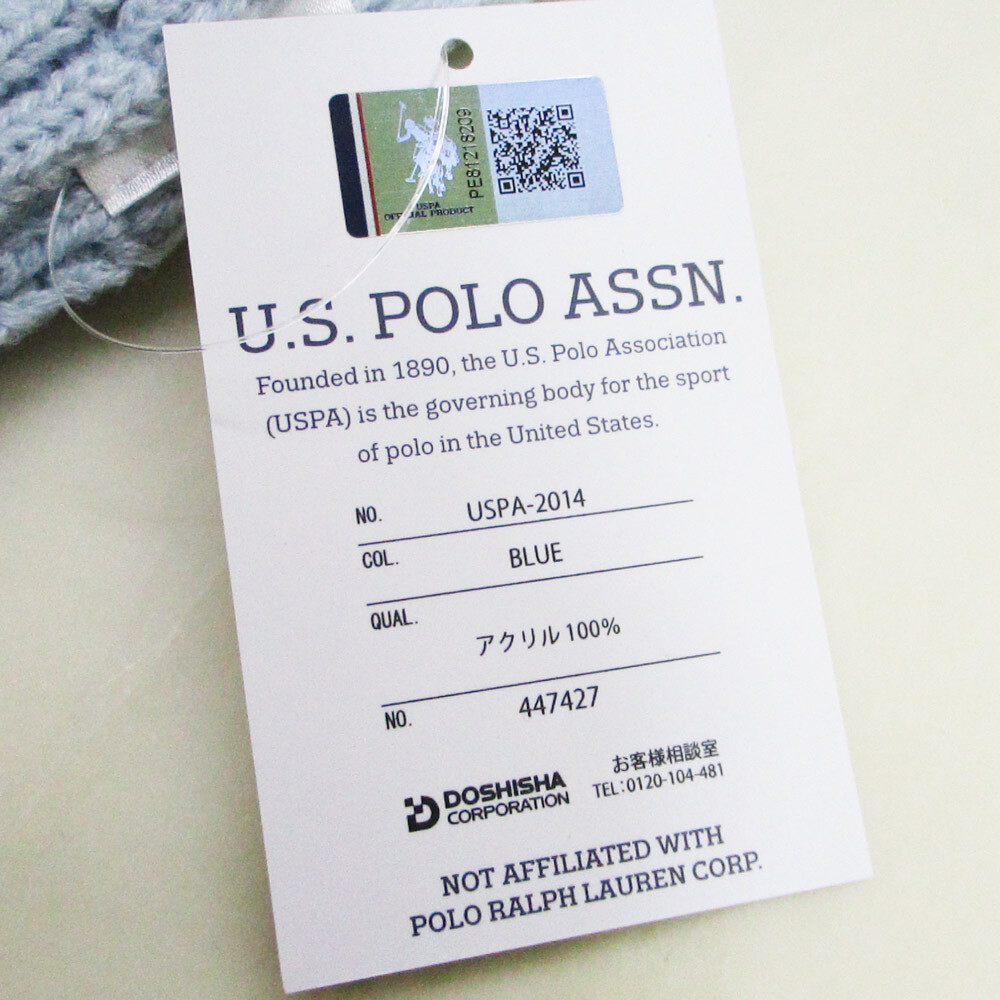 USPA
OFFICIAL PRODUCT
PE81218209
U.S. POLO ASSN.
Founded in 1890, the U.S. Polo Association
(USPA) is the governing body for the sport
of polo in the United States.
NO. USPA-2014
COL. BLUE
QUAL. アクリル 100%
NO. 447427
DOSHISHA
CORPORATION
お客様相談室
TEL:0120-104-481
NOT AFFILIATED WITH
POLO RALPH LAUREN CORP.